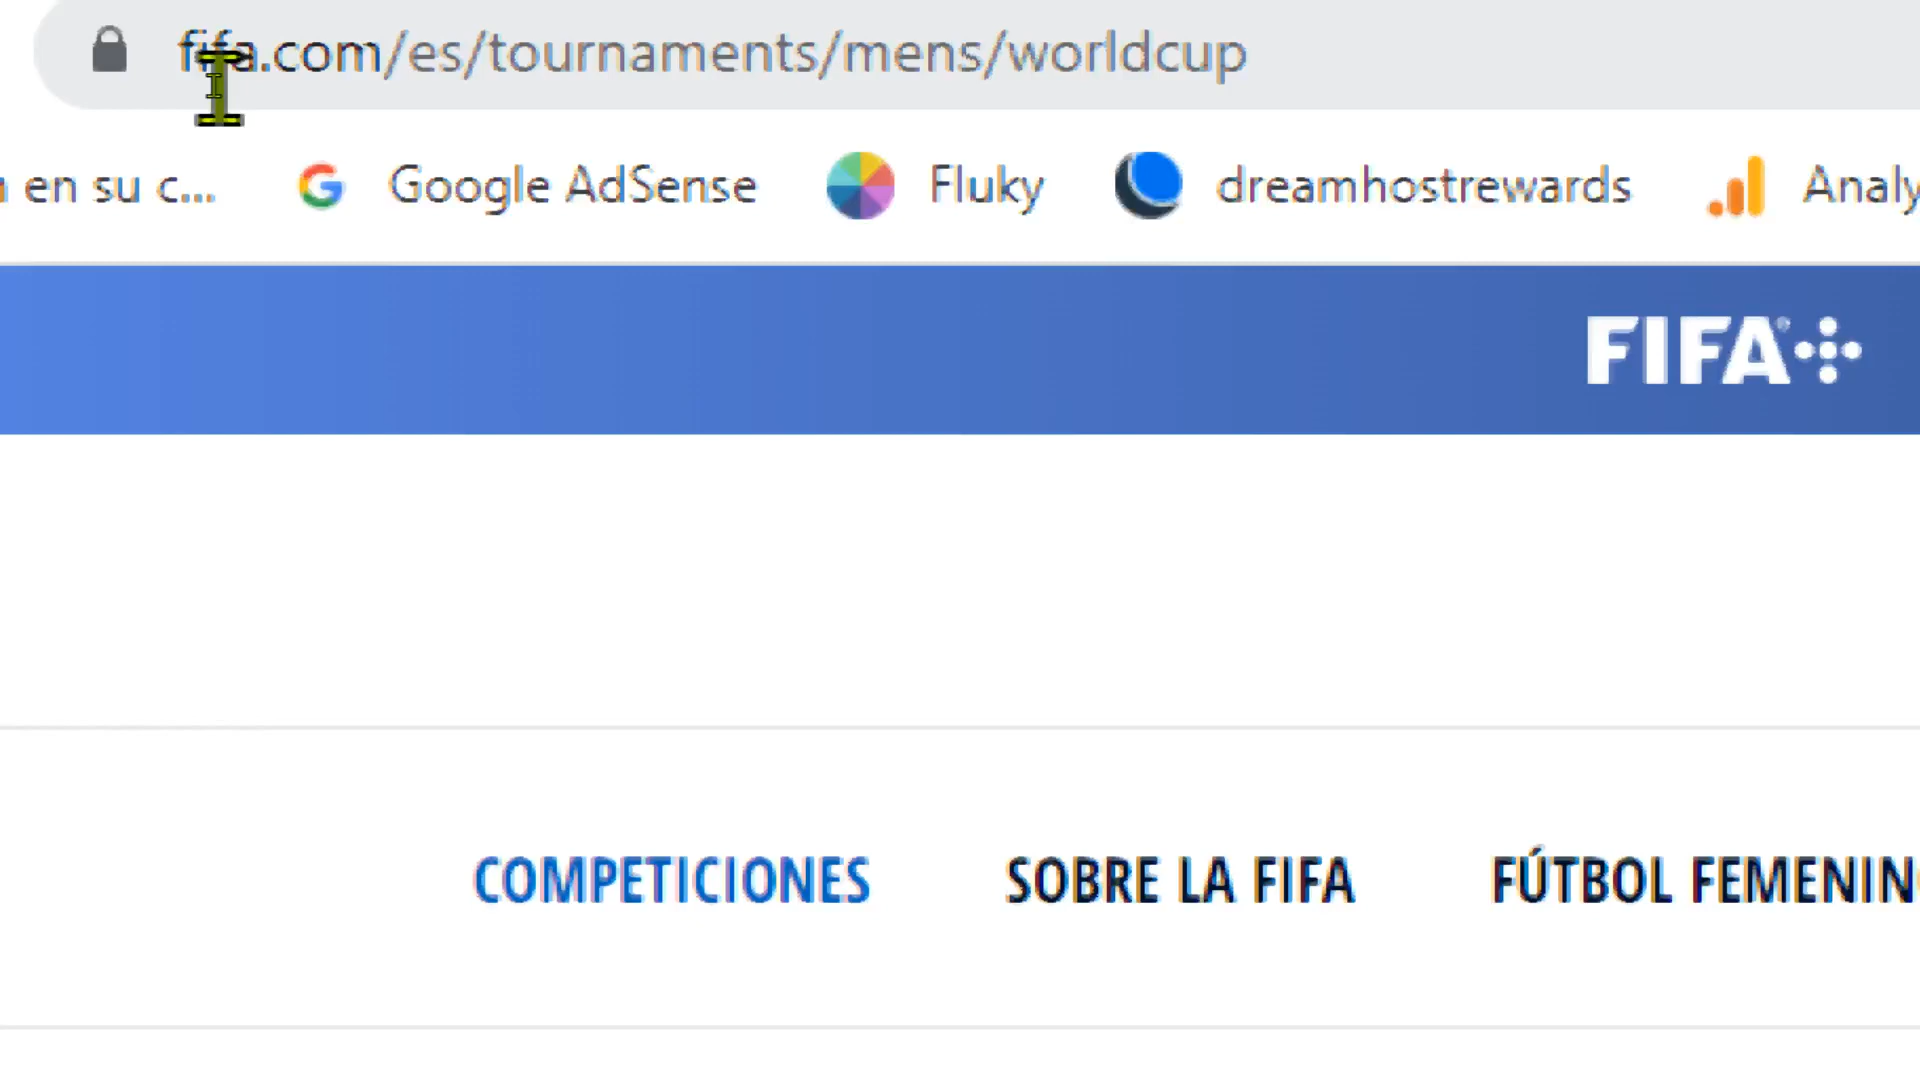 fifa.com/es/tournaments/mens/worldcup
en su c... Google AdSense Fluky dreamhostrewards Analy
FIFA+
COMPETICIONES SOBRE LA FIFA FÚTBOL FEMENINO